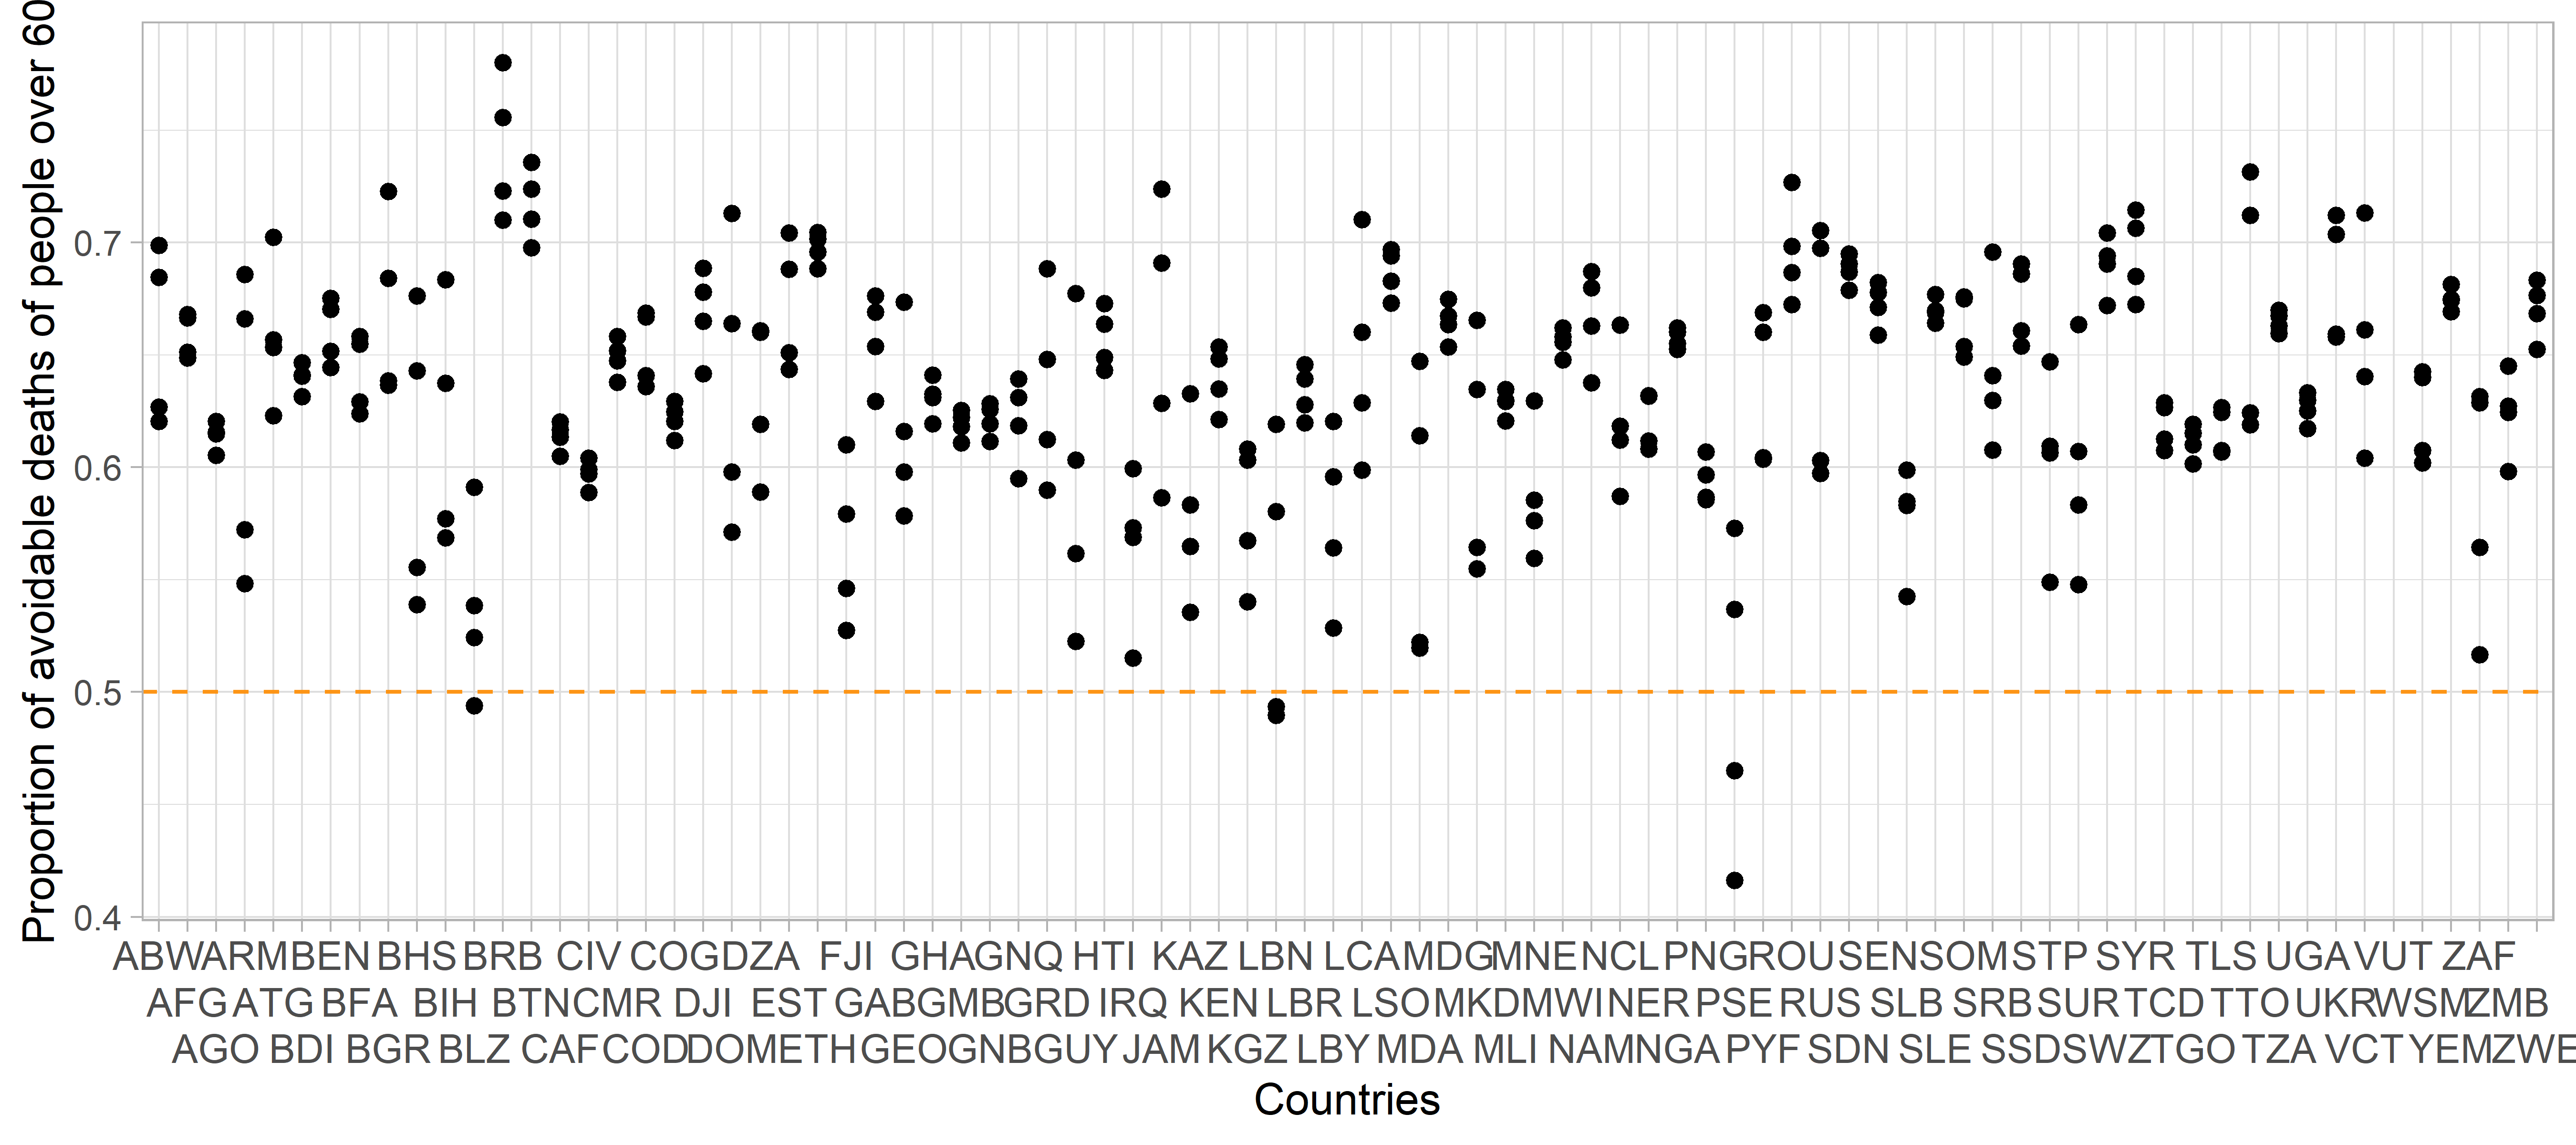 Proportion of avoidable deaths of people over 60
0.7
0.6
0.5
0.4
ABW ARM BEN BHS BRB CIV COG DZA FJI GHA GNQ HTI KAZ LBN LCA MDG MNE NCL PNG ROU SEN SOM STP SYR TLS UGA VUT ZAF
AFG ATG BFA BIH BTN CMR DJI EST GAB GMB GRD IRQ KEN LBR LSO MKD MWI NER PSE RUS SLB SRB SUR TCD TTO UKR WSM ZMB
AGO BDI BGR BLZ CAF COD DOM ETH GEO GNB GUY JAM KGZ LBY MDA MLI NAM NGA PYF SDN SLE SSD SWZ TGO TZA VCT YEM ZWE
Countries